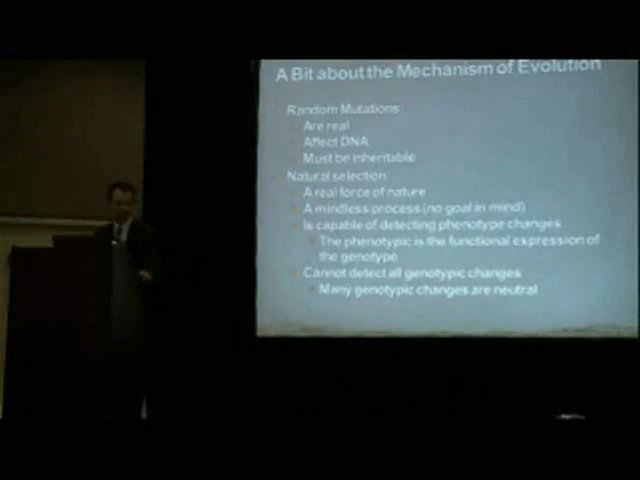 A Bit about the Mechanism of Evolution
Random Mutations:
Are real
Affect DNA
Must be inheritable
Natural selection
A real force of nature
A mindless process (no goal in mind)
Is capable of detecting phenotype changes
The phenotypic is the functional expression of
the genotype
Cannot detect all genotypic changes
Many genotypic changes are neutral